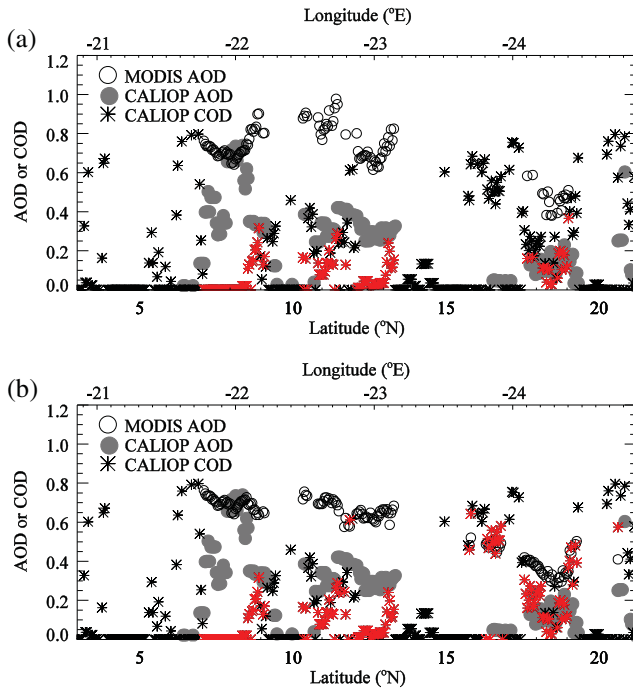 Longitude (°E)
(a)
-21 -22 -23 -24
1.2
MODIS AOD
CALIOP AOD
CALIOP COD
1.0
0.8
0.6
0.4
0.2
0.0
AOD or COD
5 10 15 20
Latitude (°N)
Longitude (°E)
(b)
-21 -22 -23 -24
1.2
MODIS AOD
CALIOP AOD
CALIOP COD
1.0
0.8
0.6
0.4
0.2
0.0
AOD or COD
5 10 15 20
Latitude (°N)